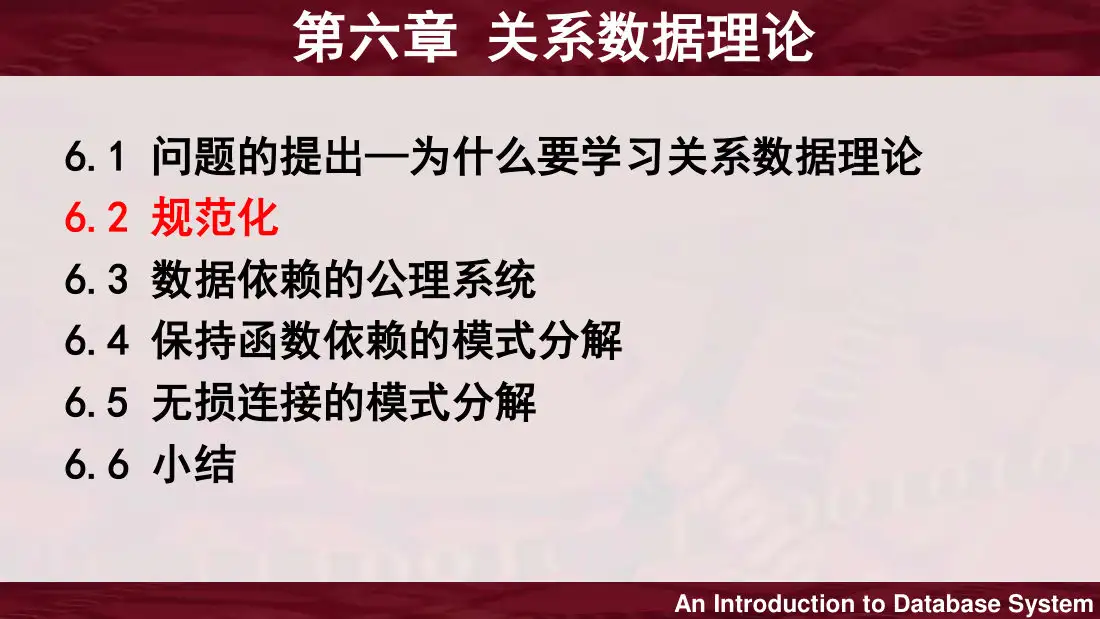 第六章 关系数据理论
6.1 问题的提出—为什么要学习关系数据理论
6.2 规范化
6.3 数据依赖的公理系统
6.4 保持函数依赖的模式分解
6.5 无损连接的模式分解
6.6 小结
An Introduction to Database System